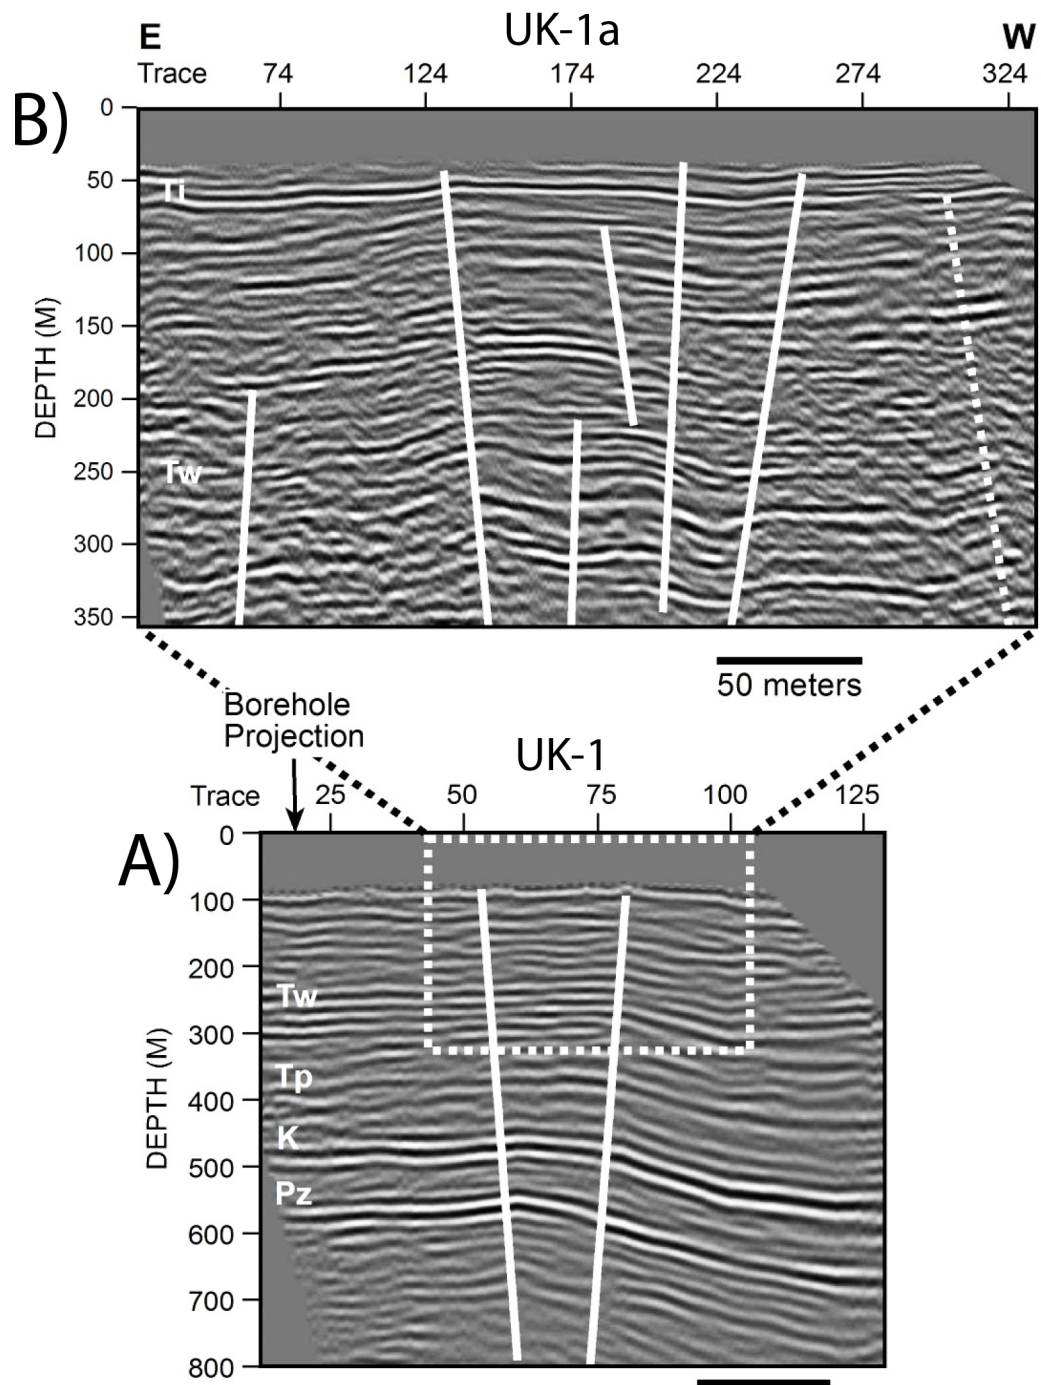 UK-1a
E W
Trace 74 124 174 224 274 324
B)
0
50
100
150
200
250
300
350
DEPTH (M)
Ti
Tw
50 meters
Borehole
Projection
UK-1
Trace 25 50 75 100 125
A)
0
100
200
300
400
500
600
700
800
DEPTH (M)
Tw
Tp
K
Pz